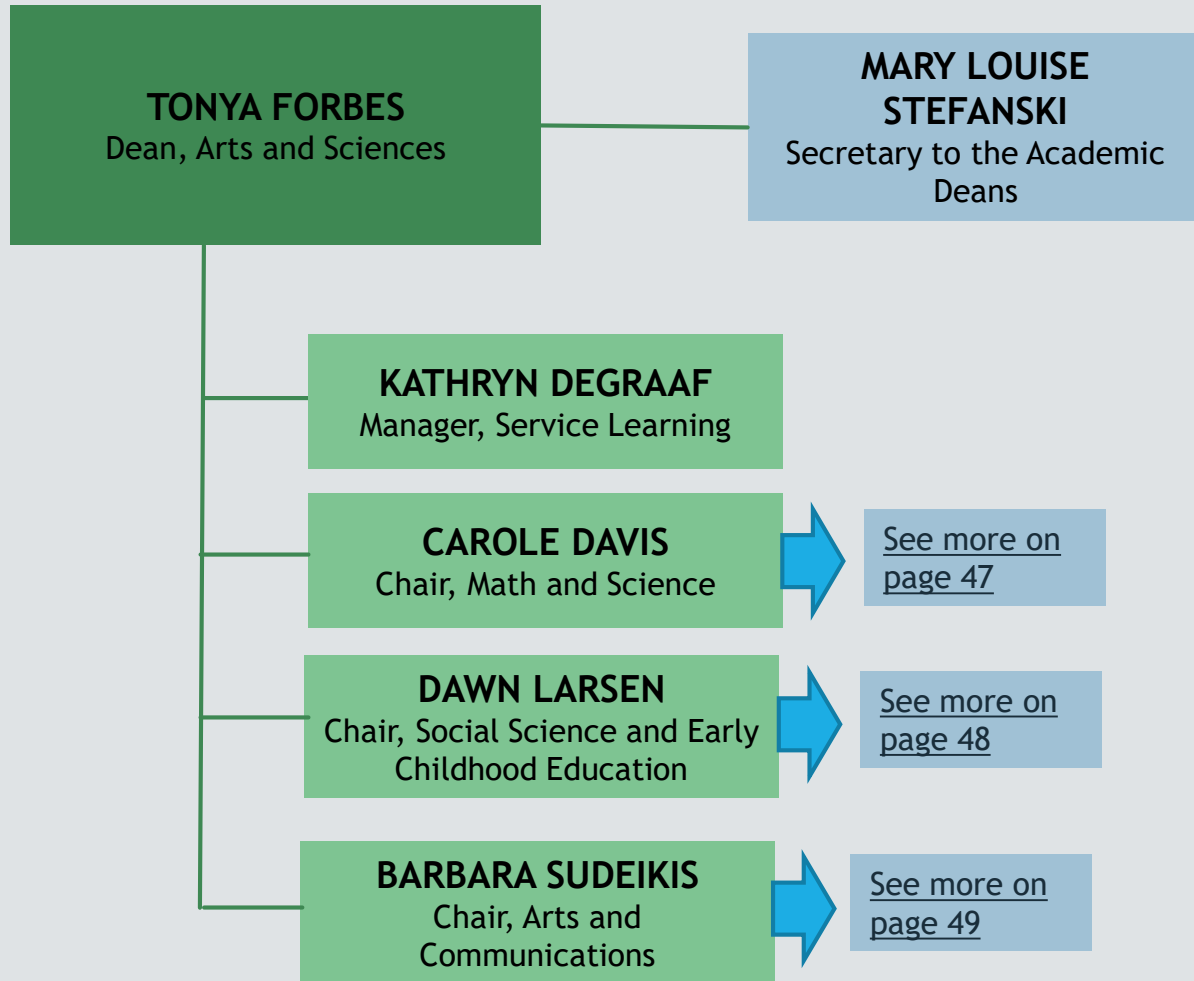 TONYA FORBES
Dean, Arts and Sciences
MARY LOUISE
STEFANSKI
Secretary to the Academic
Deans
KATHRYN DEGRAAF
Manager, Service Learning
CAROLE DAVIS
Chair, Math and Science
See more on
page 47
DAWN LARSEN
Chair, Social Science and Early
Childhood Education
See more on
page 48
BARBARA SUDEIKIS
Chair, Arts and
Communications
See more on
page 49